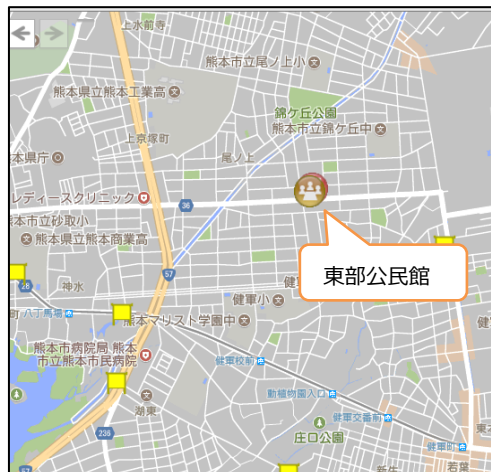 上水前寺
熊本市立尾ノ上小
熊本県立熊本工業高
錦ケ丘公園
熊本市立錦ケ丘中
上京塚町
本県庁
尾ノ上
レディースクリニック
36
本市立砂取小
熊本県立熊本商業高
東部公民館
57
28
神水
健
町
八丁馬場
健軍小
熊本マリスト学園中
熊本市病院局 熊本
市立熊本市民病院
健軍校前
動植物園入口
湖東
健軍交番前
236
庄口公園
健軍町
東
57
新生
若葉